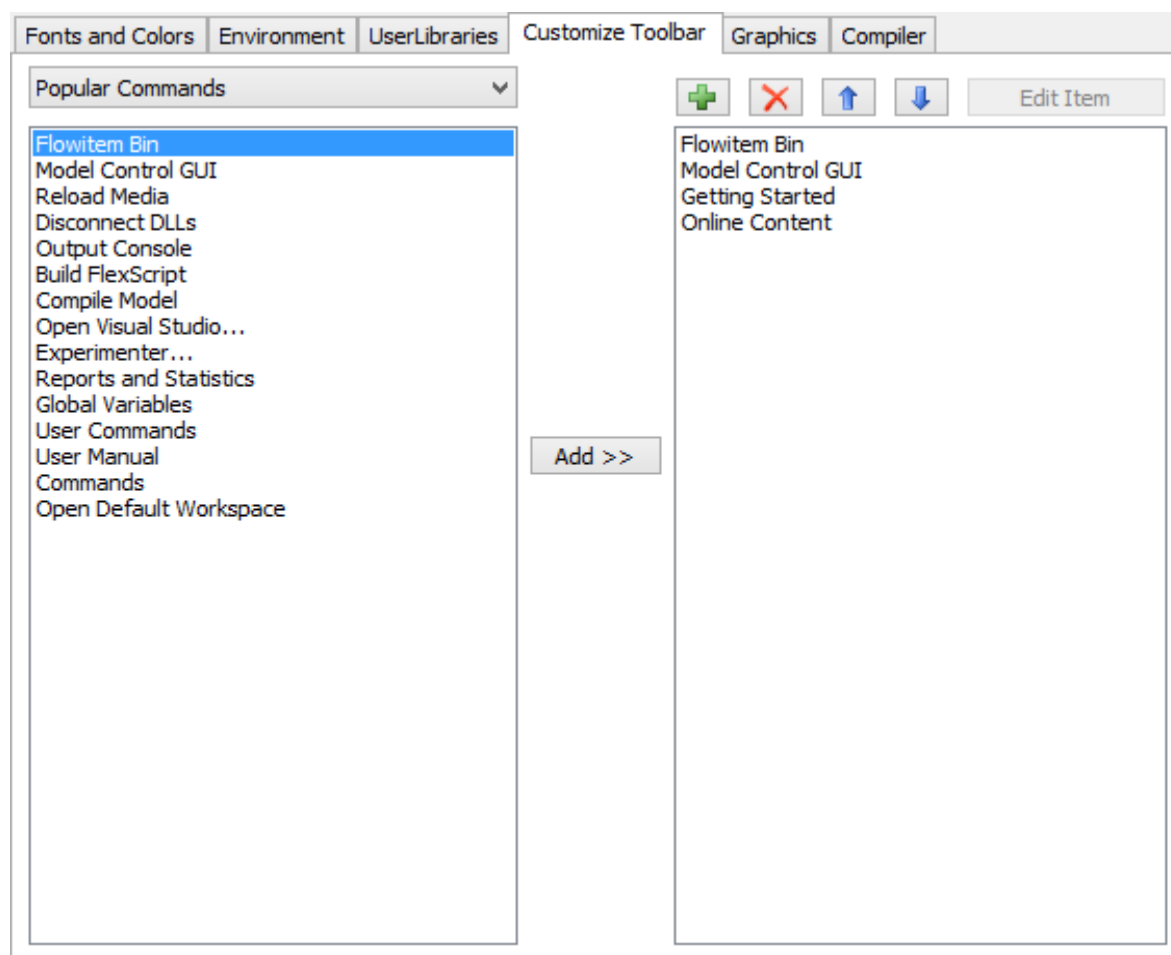 Fonts and Colors Environment UserLibraries Customize Toolbar Graphics Compiler
Popular Commands
Edit Item
Flowitem Bin
Model Control GUI
Reload Media
Disconnect DLLs
Output Console
Build FlexScript
Compile Model
Open Visual Studio...
Experimenter...
Reports and Statistics
Global Variables
User Commands
User Manual
Commands
Open Default Workspace
Add >>
Flowitem Bin
Model Control GUI
Getting Started
Online Content